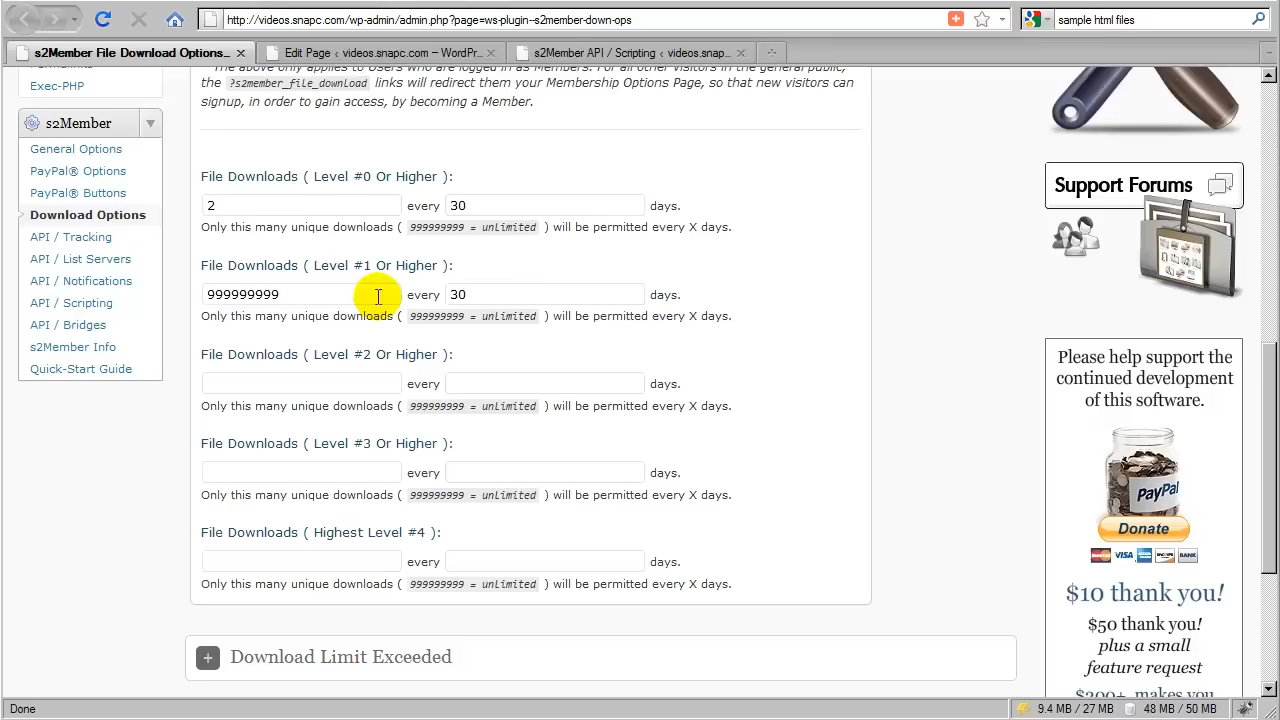 http://videos.snapc.com/wp-admin/admin.php?page=ws-plugin--s2member-down-ops
sample html files
s2Member File Download Options...
Edit Page ‹ videos.snapc.com — WordPr...
s2Member API / Scripting ‹ videos.snap...
Exec-PHP
s2Member
General Options
PayPal® Options
PayPal® Buttons
Download Options
API / Tracking
API / List Servers
API / Notifications
API / Scripting
API / Bridges
s2Member Info
Quick-Start Guide
The above only applies to Users who are logged in as Members. For all other visitors in the general public,
the ?s2member_file_download links will redirect them your Membership Options Page, so that new visitors can
signup, in order to gain access, by becoming a Member.
File Downloads ( Level #0 Or Higher ):
2 every 30 days.
Only this many unique downloads ( 999999999 = unlimited ) will be permitted every X days.
File Downloads ( Level #1 Or Higher ):
999999999 every 30 days.
Only this many unique downloads ( 999999999 = unlimited ) will be permitted every X days.
File Downloads ( Level #2 Or Higher ):
every days.
Only this many unique downloads ( 999999999 = unlimited ) will be permitted every X days.
File Downloads ( Level #3 Or Higher ):
every days.
Only this many unique downloads ( 999999999 = unlimited ) will be permitted every X days.
File Downloads ( Highest Level #4 ):
every days.
Only this many unique downloads ( 999999999 = unlimited ) will be permitted every X days.
Download Limit Exceeded
Support Forums
Please help support the
continued development
of this software.
PayPal
Donate
VISA
BANK
$10 thank you!
$50 thank you!
plus a small
feature request
$200+ makes you
Done
9.4 MB / 27 MB
48 MB / 50 MB